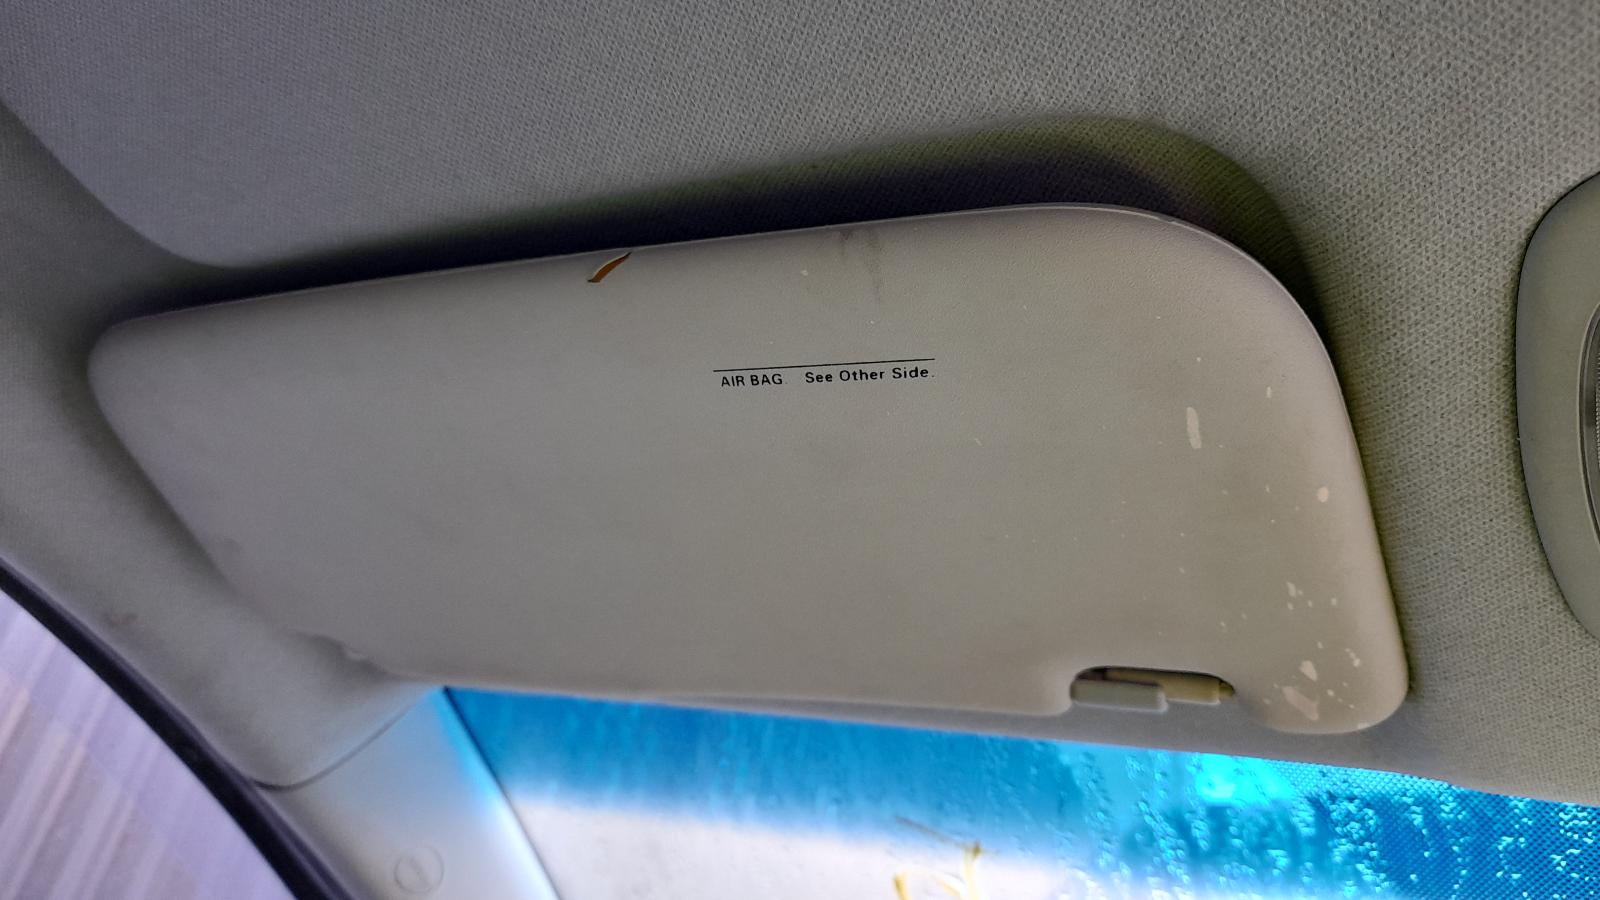 AIR BAG. See Other Side.